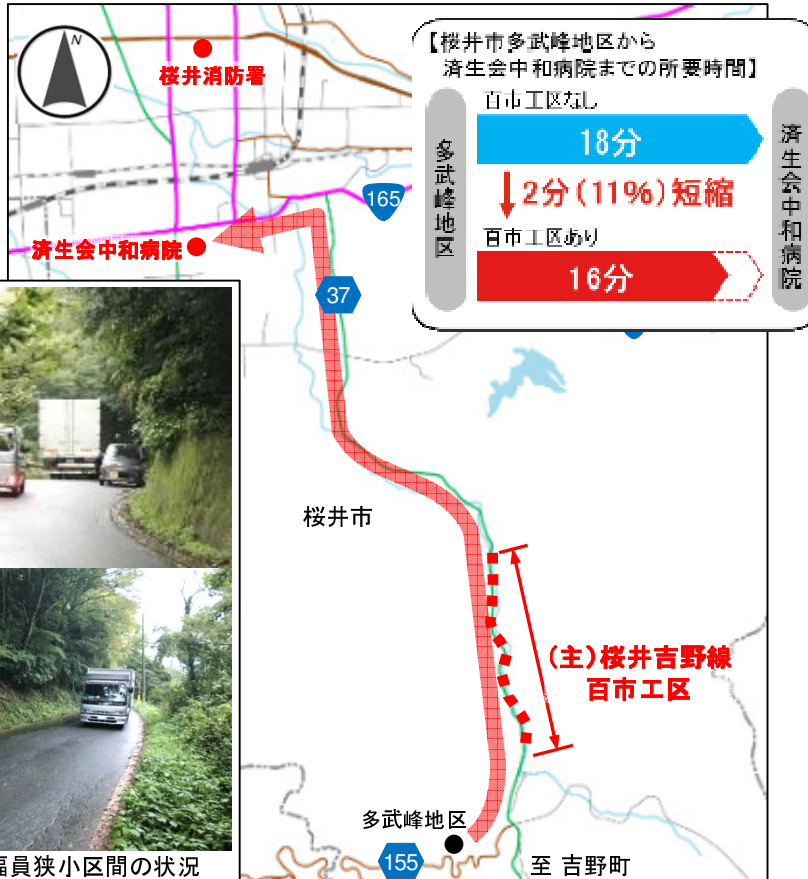 N
桜井消防署
【桜井市多武峰地区から
済生会中和病院までの所要時間】
百市工区なし
多武峰地区
18分
2分(11%)短縮
百市工区あり
16分
済生会中和病院
165
済生会中和病院
37
桜井市
(主)桜井吉野線
百市工区
多武峰地区
155
至 吉野町
員狭小区間の状況